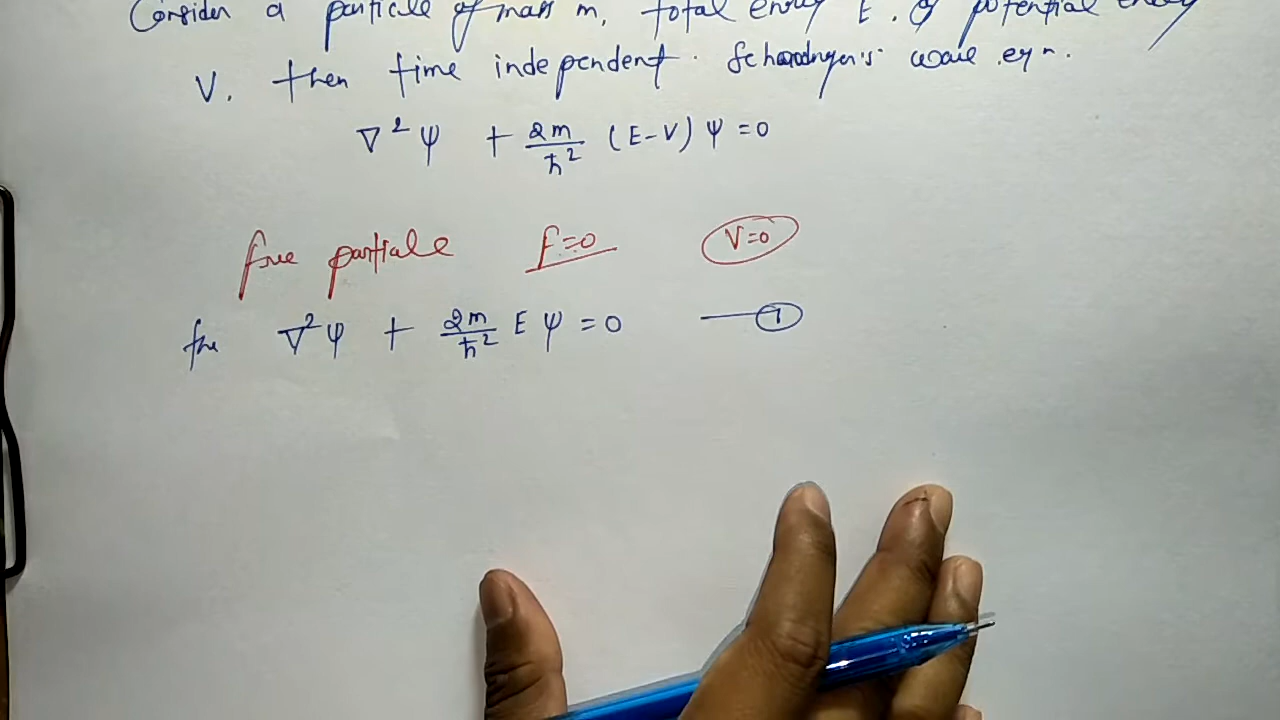 Consider a particle of mass m, total energy E. & potential energy
V. then time independent. Schrodinger's wave eqn.
∇²ψ + 2m/ħ² (E-V) ψ = 0
free particle F=0 V=0
∇²ψ + 2m/ħ² E ψ = 0 — 1